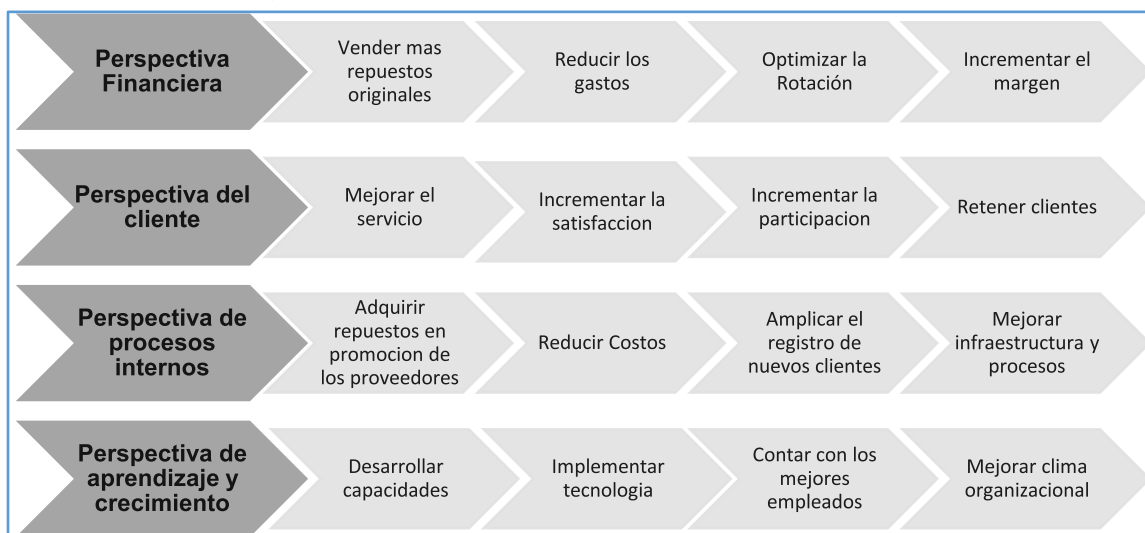 Perspectiva
Financiera
Vender mas
repuestos
originales
Reducir los
gastos
Optimizar la
Rotación
Incrementar el
margen
Perspectiva del
cliente
Mejorar el
servicio
Incrementar la
satisfaccion
Incrementar la
participacion
Retener clientes
Perspectiva de
procesos
internos
Adquirir
repuestos en
promocion de
los proveedores
Reducir Costos
Amplicar el
registro de
nuevos clientes
Mejorar
infraestructura y
procesos
Perspectiva de
aprendizaje y
crecimiento
Desarrollar
capacidades
Implementar
tecnologia
Contar con los
mejores
empleados
Mejorar clima
organizacional